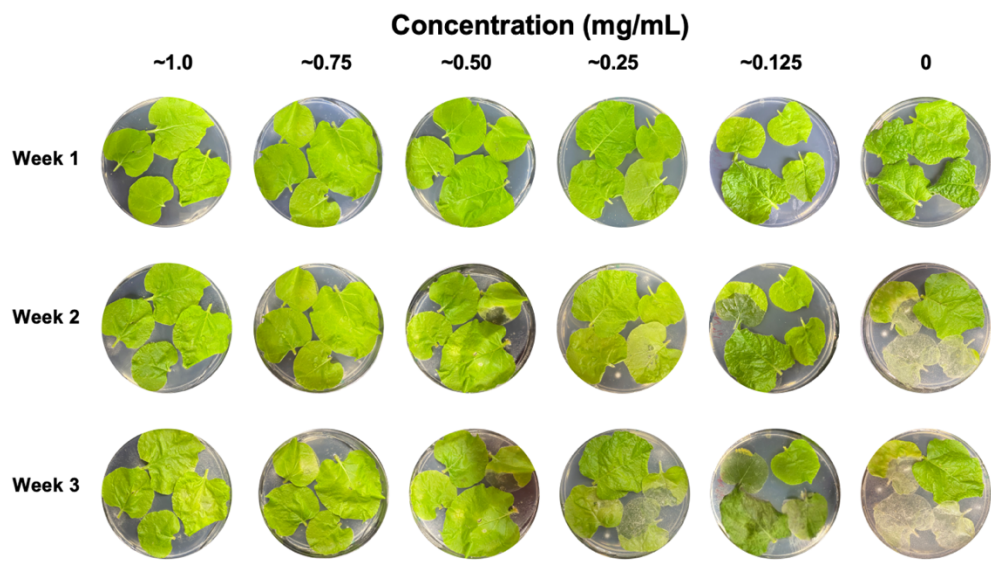 Concentration (mg/mL)
~1.0 ~0.75 ~0.50 ~0.25 ~0.125 0
Week 1
Week 2
Week 3